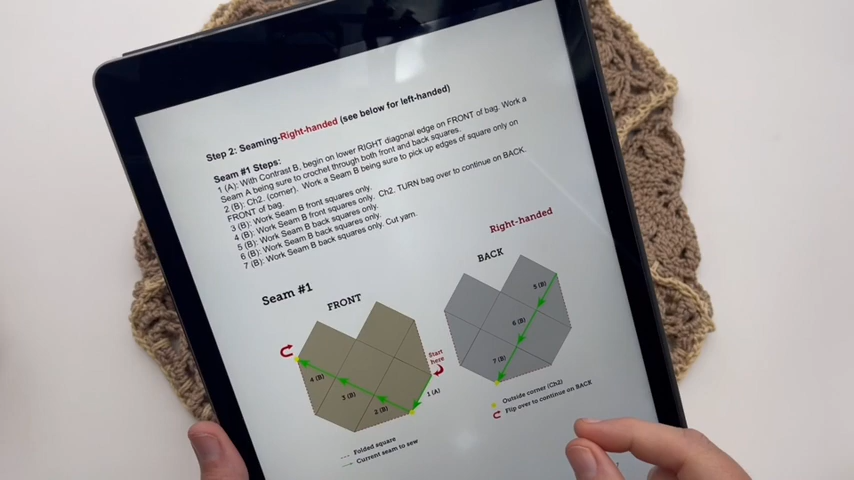 Step 2: Seaming-Right-handed (see below for left-handed)
Seam #1 Steps:
1 (A): With Contrast B, begin on lower RIGHT diagonal edge on FRONT of bag. Work a
Seam A being sure to crochet through both front and back squares.
2 (B): Ch2. (corner). Work a Seam B being sure to pick up edges of square only on
FRONT of bag.
3 (B): Work Seam B front squares only.
4 (B): Work Seam B front squares only. Ch2. TURN bag over to continue on BACK.
5 (B): Work Seam B back squares only.
6 (B): Work Seam B back squares only.
7 (B): Work Seam B back squares only. Cut yarn.
Right-handed
Seam #1
FRONT
BACK
5 (B)
6 (B)
7 (B)
Start
here
4 (B)
3 (B)
2 (B)
1 (A)
Outside corner (Ch2)
Flip over to continue on BACK
Folded square
Current seam to sew